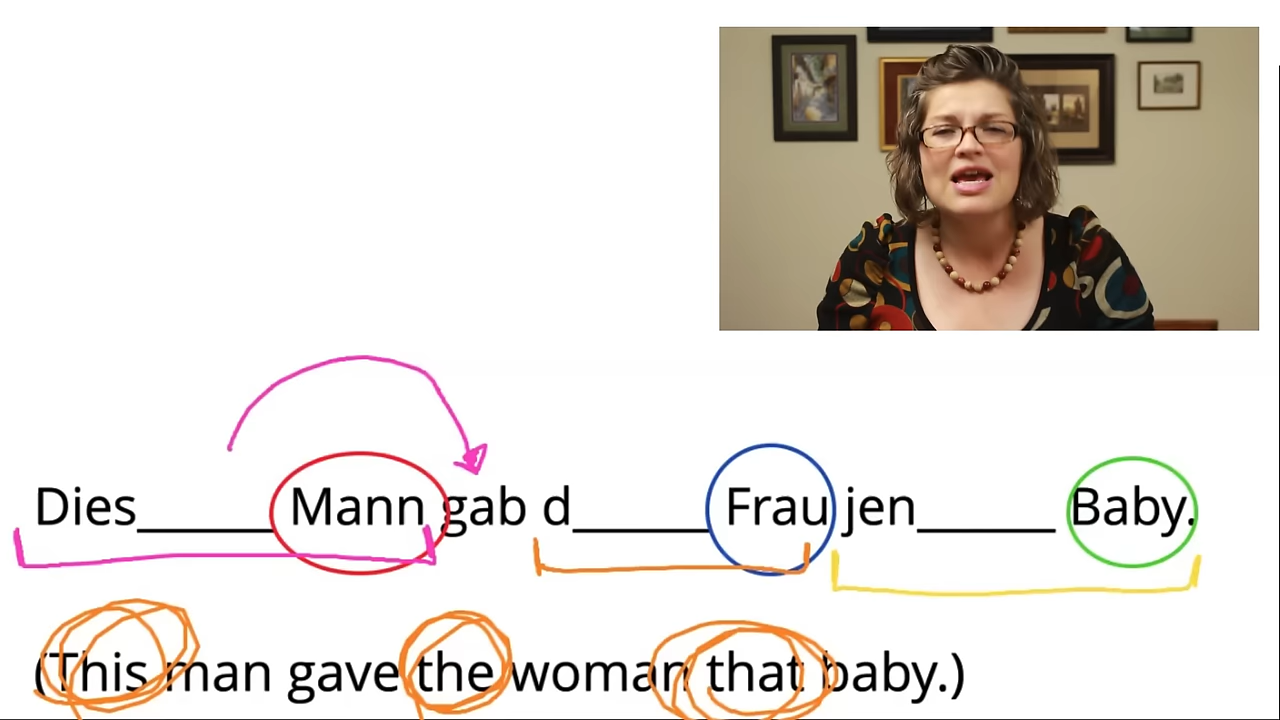 Dies______ Mann gab d______ Frau jen______ Baby.
(This man gave the woman that baby.)